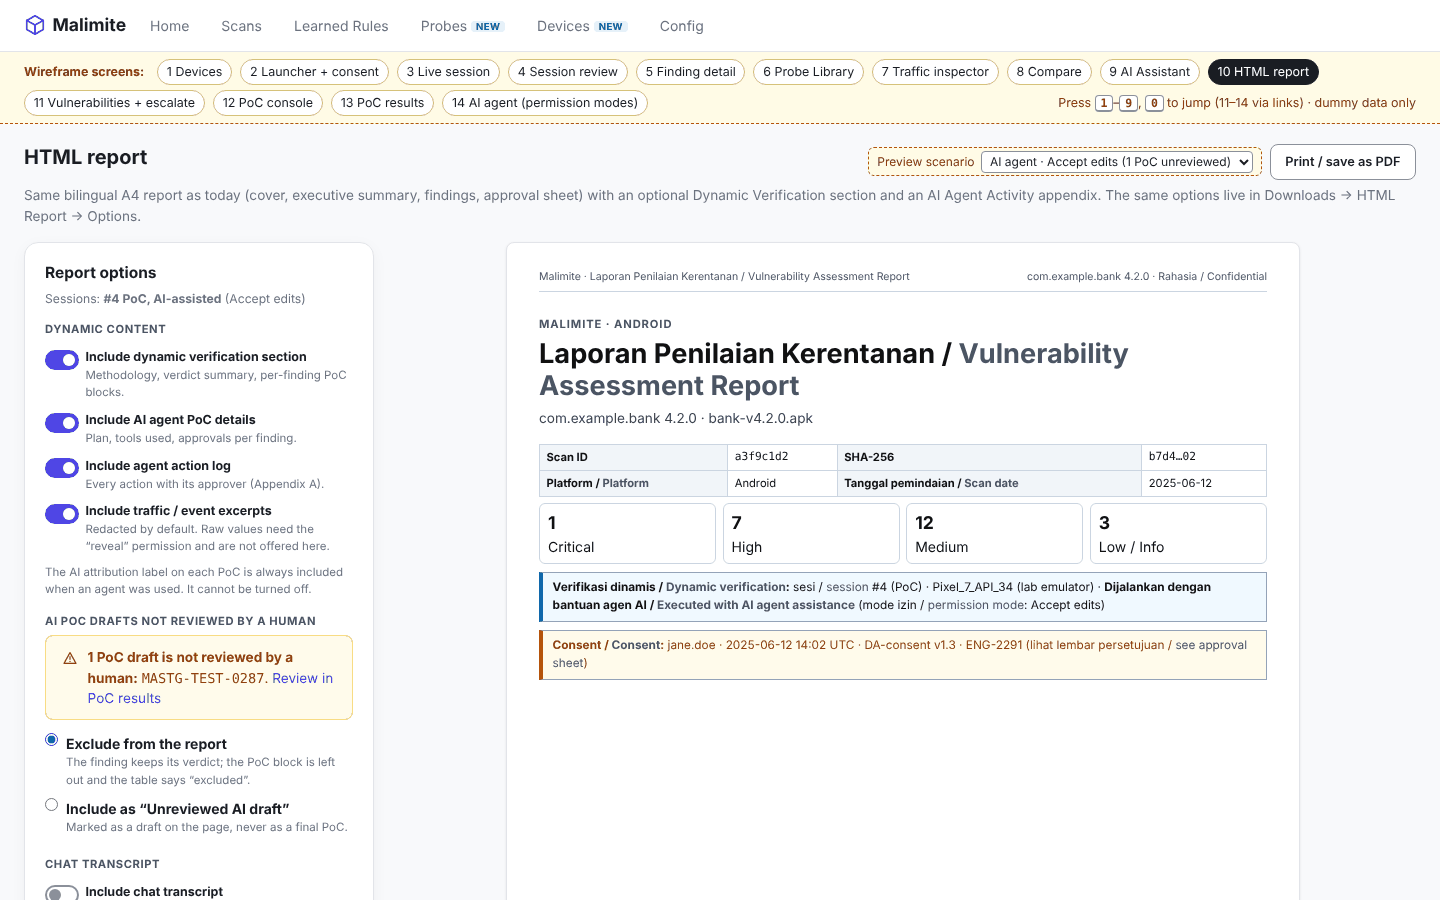 Malimite
Home
Scans
Learned Rules
Probes NEW
Devices NEW
Config
Wireframe screens:
1 Devices
2 Launcher + consent
3 Live session
4 Session review
5 Finding detail
6 Probe Library
7 Traffic inspector
8 Compare
9 AI Assistant
10 HTML report
11 Vulnerabilities + escalate
12 PoC console
13 PoC results
14 AI agent (permission modes)
Press 1–9, 0 to jump (11–14 via links) · dummy data only
HTML report
Preview scenario
AI agent · Accept edits (1 PoC unreviewed)
Print / save as PDF
Same bilingual A4 report as today (cover, executive summary, findings, approval sheet) with an optional Dynamic Verification section and an AI Agent Activity appendix. The same options live in Downloads → HTML
Report → Options.
Report options
Sessions: #4 PoC, AI-assisted (Accept edits)
DYNAMIC CONTENT
Include dynamic verification section
Methodology, verdict summary, per-finding PoC
blocks.
Include AI agent PoC details
Plan, tools used, approvals per finding.
Include agent action log
Every action with its approver (Appendix A).
Include traffic / event excerpts
Redacted by default. Raw values need the
“reveal” permission and are not offered here.
The AI attribution label on each PoC is always included
when an agent was used. It cannot be turned off.
AI POC DRAFTS NOT REVIEWED BY A HUMAN
1 PoC draft is not reviewed by a
human: MASTG-TEST-0287. Review in
PoC results
Exclude from the report
The finding keeps its verdict; the PoC block is left
out and the table says “excluded”.
Include as “Unreviewed AI draft”
Marked as a draft on the page, never as a final PoC.
CHAT TRANSCRIPT
Include chat transcript
Malimite · Laporan Penilaian Kerentanan / Vulnerability Assessment Report
com.example.bank 4.2.0 · Rahasia / Confidential
MALIMITE · ANDROID
Laporan Penilaian Kerentanan / Vulnerability
Assessment Report
com.example.bank 4.2.0 · bank-v4.2.0.apk
Scan ID
a3f9c1d2
SHA-256
b7d4…02
Platform / Platform
Android
Tanggal pemindaian / Scan date
2025-06-12
1
Critical
7
High
12
Medium
3
Low / Info
Verifikasi dinamis / Dynamic verification: sesi / session #4 (PoC) · Pixel_7_API_34 (lab emulator) · Dijalankan dengan
bantuan agen AI / Executed with AI agent assistance (mode izin / permission mode: Accept edits)
Consent / Consent: jane.doe · 2025-06-12 14:02 UTC · DA-consent v1.3 · ENG-2291 (lihat lembar persetujuan / see approval
sheet)